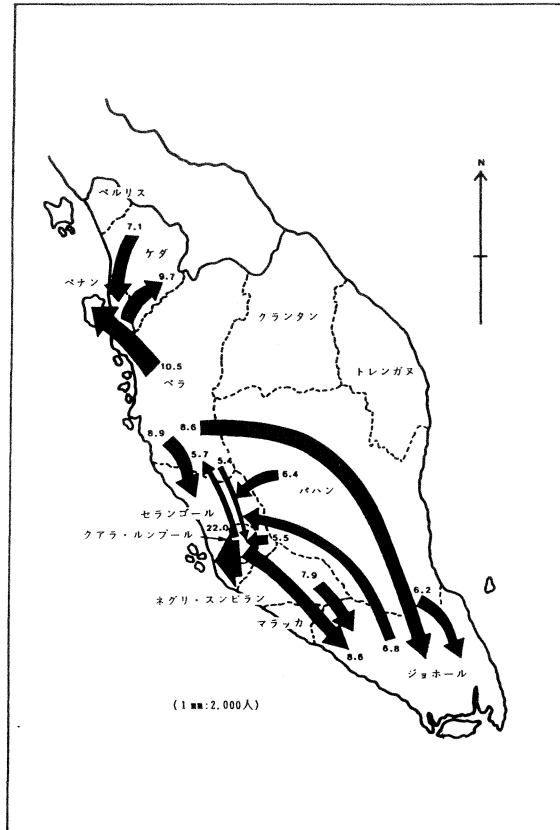 N
ペルリス
7.1
ケダ
ペナン
9.7
クランタン
トレンガヌ
10.5
ペラ
8.9
8.6
5.7
5.4
6.4
パハン
セランゴール
22.0
クアラ・ルンプール
5.5
7.9
ネグリ・スンビラン
6.2
マラッカ
8.6
6.8
ジョホール
(1mm:2,000人)